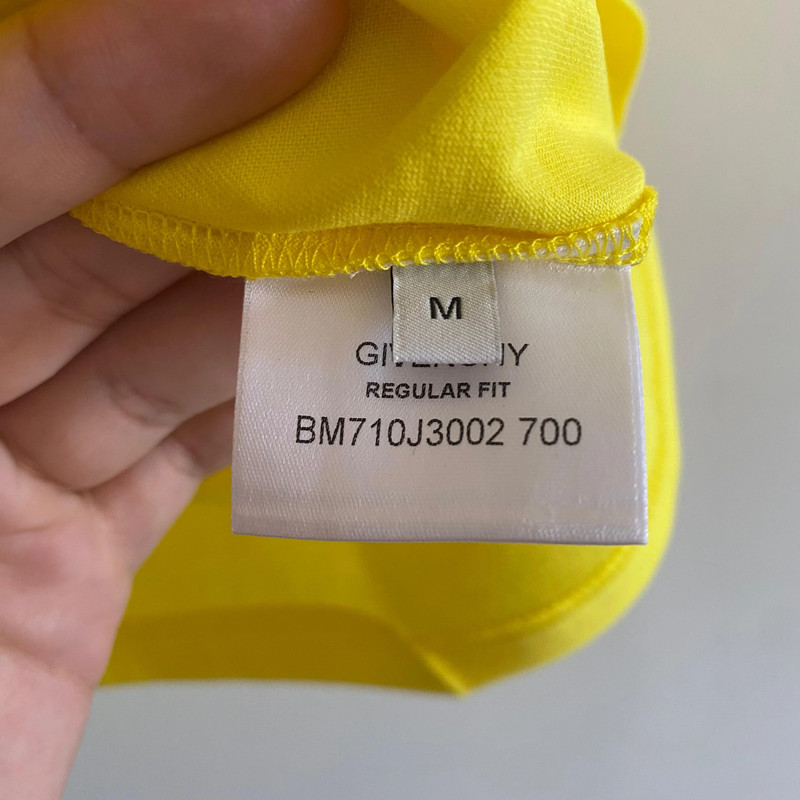 M
GIVENCHY
REGULAR FIT
BM710J3002 700